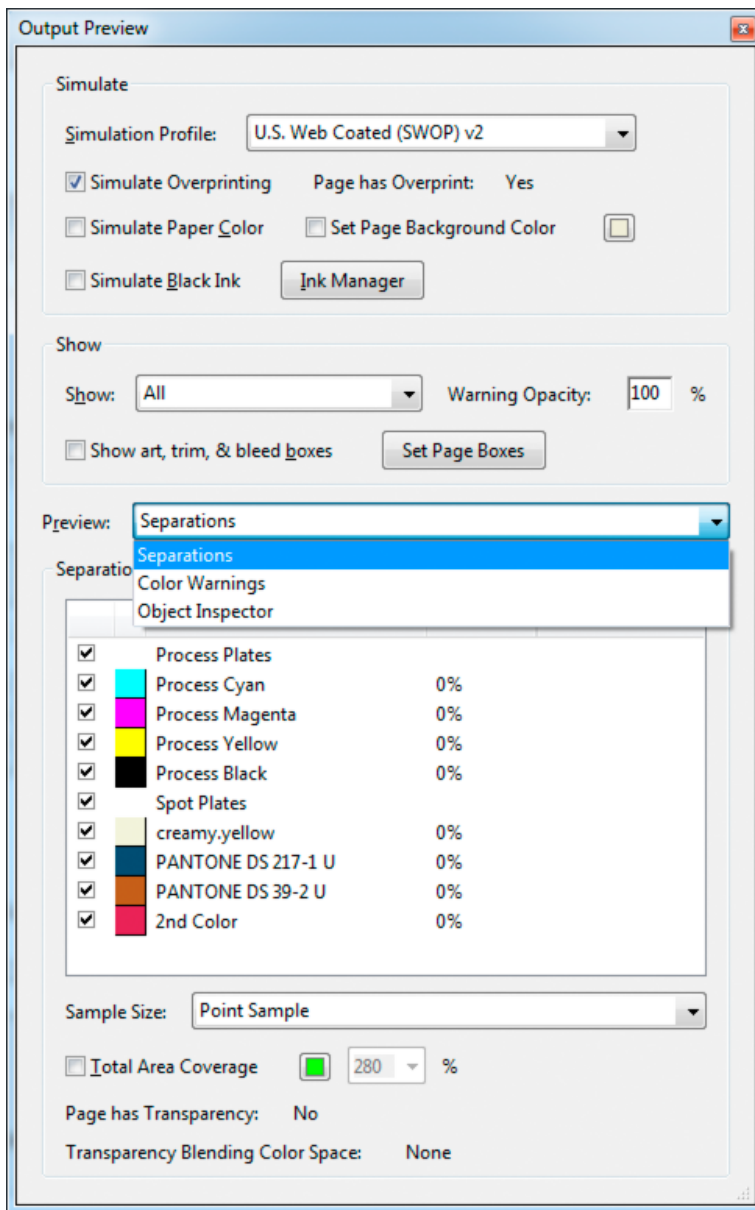 Output Preview
Simulate
Simulation Profile: U.S. Web Coated (SWOP) v2
Simulate Overprinting Page has Overprint: Yes
Simulate Paper Color Set Page Background Color
Simulate Black Ink Ink Manager
Show
Show: All Warning Opacity: 100 %
Show art, trim, & bleed boxes Set Page Boxes
Preview: Separations
Separations
Color Warnings
Object Inspector
Process Plates
Process Cyan 0%
Process Magenta 0%
Process Yellow 0%
Process Black 0%
Spot Plates
creamy.yellow 0%
PANTONE DS 217-1 U 0%
PANTONE DS 39-2 U 0%
2nd Color 0%
Sample Size: Point Sample
Total Area Coverage 280 %
Page has Transparency: No
Transparency Blending Color Space: None